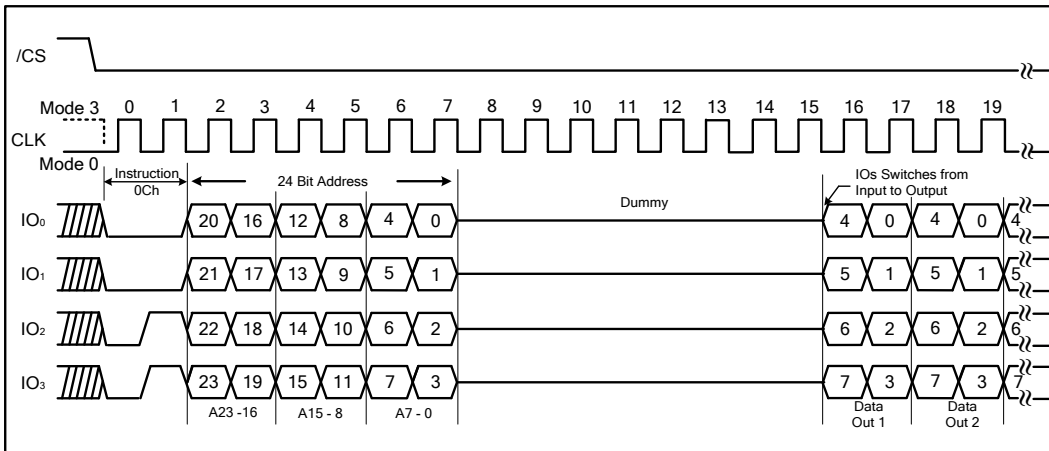 /CS
Mode 3 0 1 2 3 4 5 6 7 8 9 10 11 12 13 14 15 16 17 18 19
CLK
Mode 0
Instruction
0Ch
24 Bit Address
Dummy
IOs Switches from
Input to Output
IO0 20 16 12 8 4 0 4 0 4 0 4
IO1 21 17 13 9 5 1 5 1 5 1 5
IO2 22 18 14 10 6 2 6 2 6 2 6
IO3 23 19 15 11 7 3 7 3 7 3 7
A23 -16 A15 - 8 A7 - 0
Data
Out 1
Data
Out 2